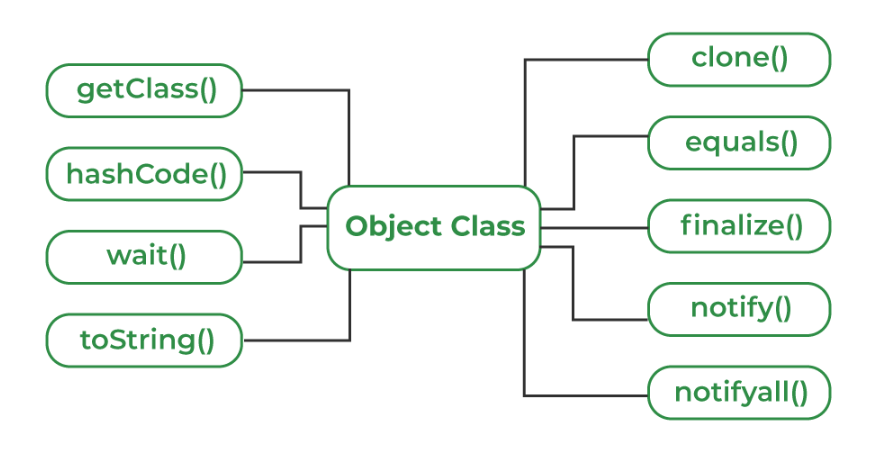 getClass()
hashCode()
wait()
toString()
Object Class
clone()
equals()
finalize()
notify()
notifyall()